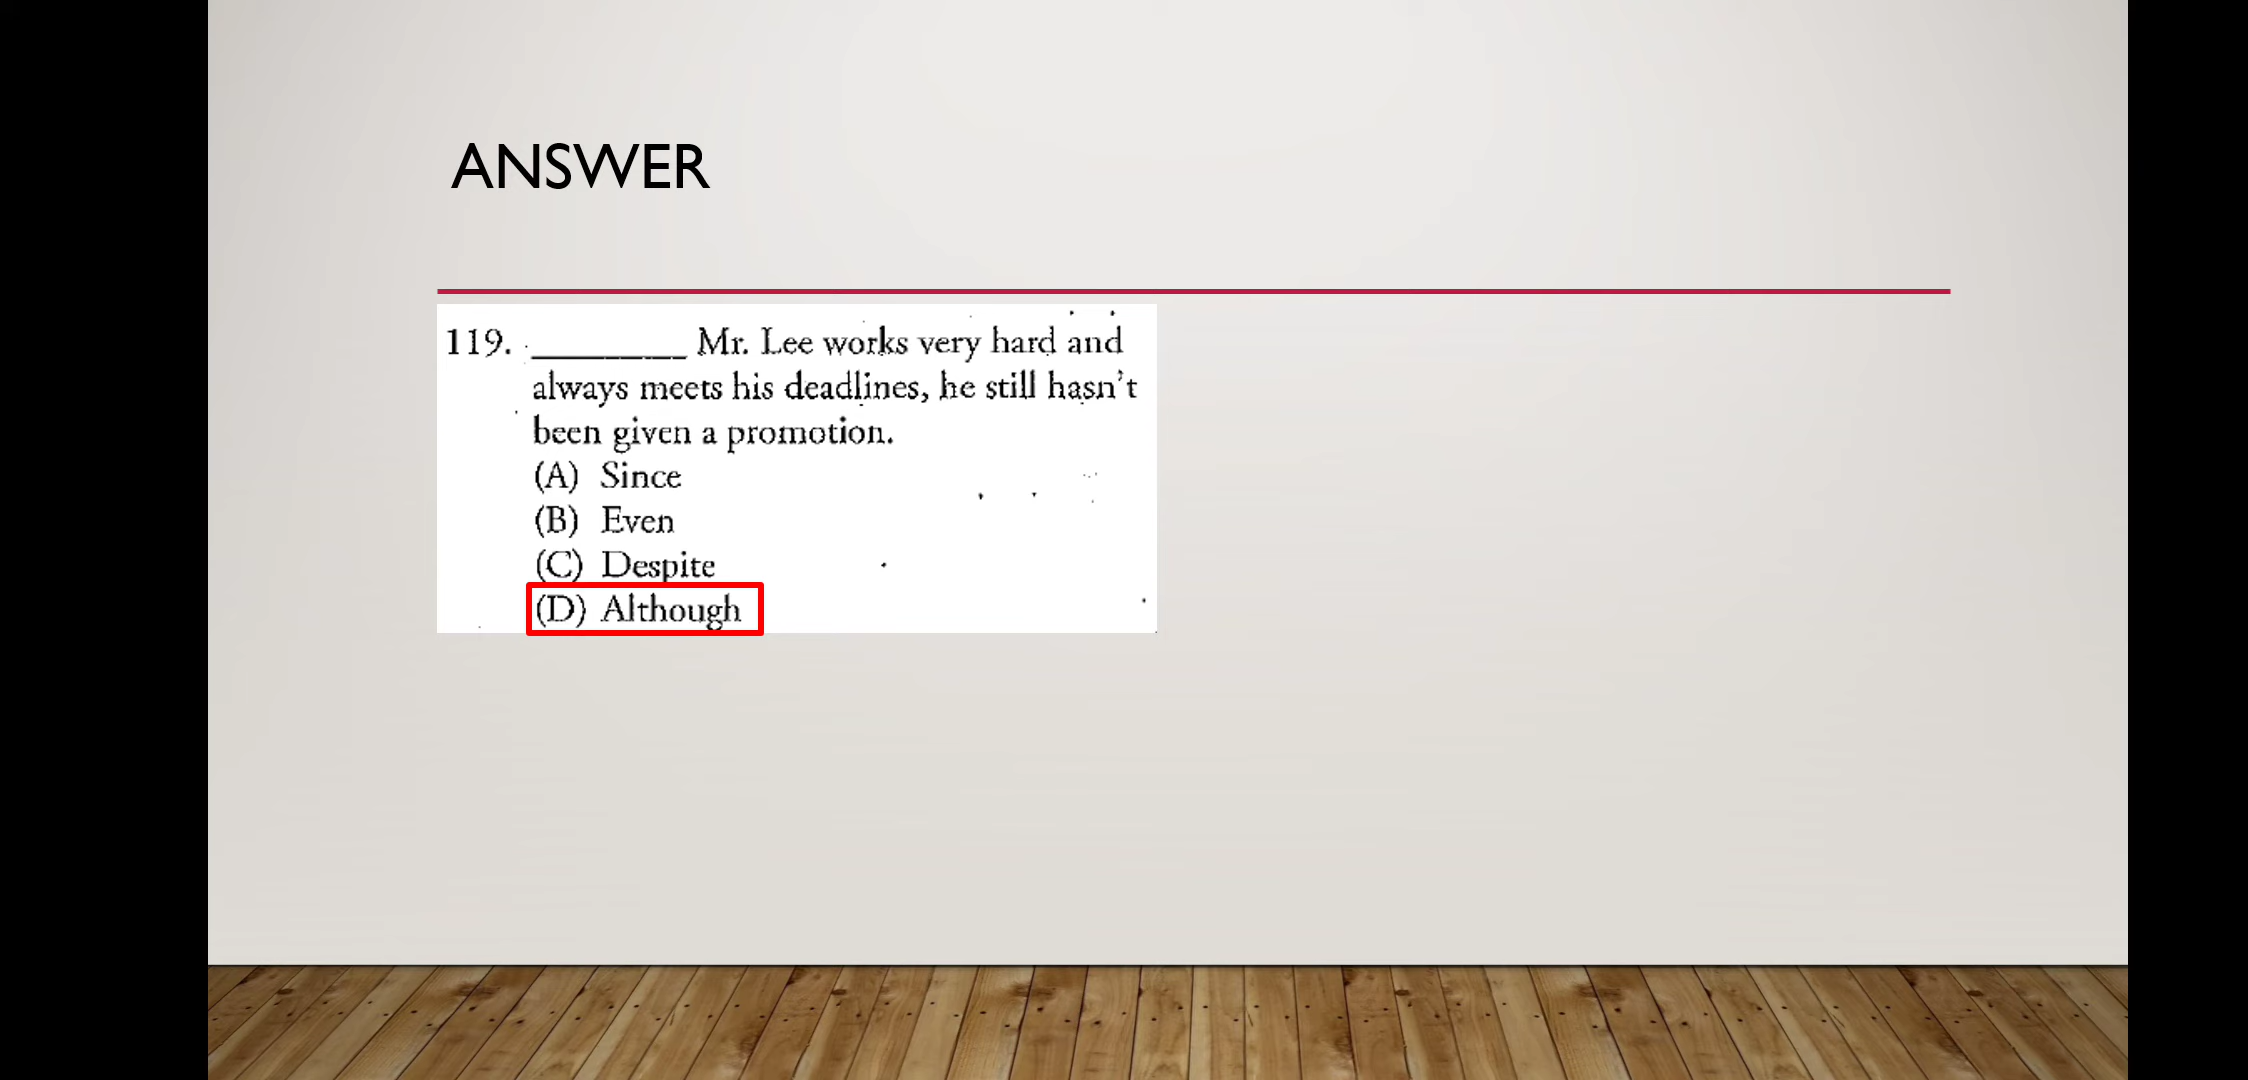 ANSWER
119. ________ Mr. Lee works very hard and
always meets his deadlines, he still hasn't
been given a promotion.
(A) Since
(B) Even
(C) Despite
(D) Although